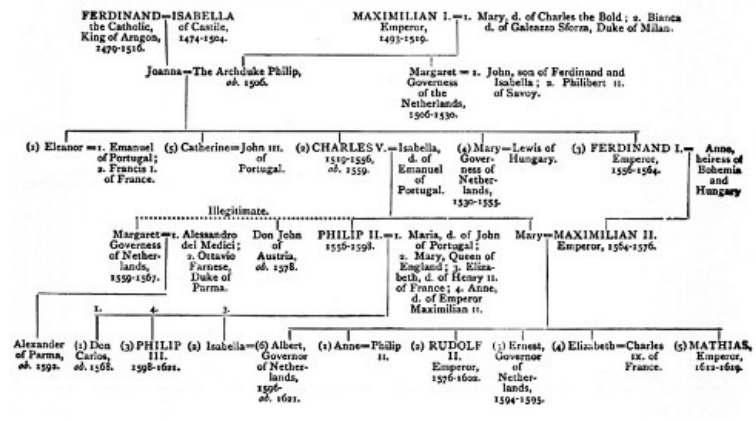 FERDINAND=ISABELLA
the Catholic, of Castile,
King of Aragon, 1474-1504.
1479-1516.
MAXIMILIAN I.=1. Mary, d. of Charles the Bold; 2. Bianca
Emperor, d. of Galeazzo Sforza, Duke of Milan.
1493-1519.
Joanna=The Archduke Philip,
ob. 1506.
Margaret=1. John, son of Ferdinand and
Governess Isabella; 2. Philibert II.
of the of Savoy.
Netherlands,
1506-1530.
(1) Eleanor=1. Emanuel
of Portugal;
2. Francis I.
of France.
(5) Catherine=John III.
of
Portugal.
(2) CHARLES V.=Isabella,
1519-1556, d. of
ob. 1559. Emanuel
of
Portugal.
(4) Mary=Lewis of
Gover- Hungary.
ness of
Nether-
lands,
1530-1555.
(3) FERDINAND I.=Anne,
Emperor, heiress of
1556-1564. Bohemia
and
Hungary
Illegitimate.
Margaret=1. Alessandro
Governess dei Medici;
of Nether- 2. Ottavio
lands, Farnese,
1559-1567. Duke of
Parma.
Don John
of
Austria,
ob. 1578.
PHILIP II.=1. Maria, d. of John
1556-1598. of Portugal;
2. Mary, Queen of
England; 3. Eliza-
beth, d. of Henry II.
of France; 4. Anne,
d. of Emperor
Maximilian II.
Mary=MAXIMILIAN II.
Emperor, 1564-1576.
1. 4. 3.
Alexander
of Parma,
ob. 1592.
(1) Don
Carlos,
ob. 1568.
(3) PHILIP
III.
1598-1621.
(2) Isabella=(6) Albert,
Governor
of Nether-
lands,
1596-
ob. 1621.
(1) Anne=Philip
II.
(2) RUDOLF
II.
Emperor,
1576-1602.
(3) Ernest,
Governor
of
Nether-
lands,
1594-1595.
(4) Elizabeth=Charles
IX. of
France.
(5) MATHIAS,
Emperor,
1612-1619.